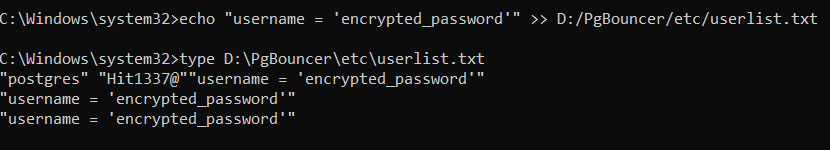 C:\Windows\system32>echo "username = 'encrypted_password'" >> D:/PgBouncer/etc/userlist.txt
C:\Windows\system32>type D:\PgBouncer\etc\userlist.txt
"postgres" "Hit1337@""username = 'encrypted_password'"
"username = 'encrypted_password'"
"username = 'encrypted_password'"